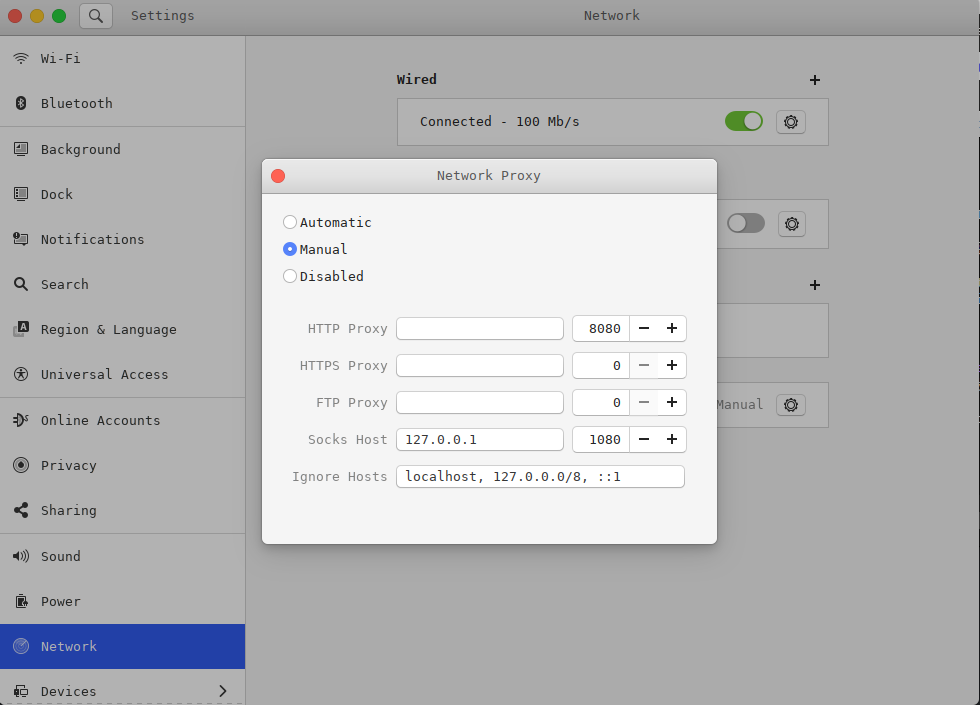 Settings
Network
Wi-Fi
Bluetooth
Background
Dock
Notifications
Search
Region & Language
Universal Access
Online Accounts
Privacy
Sharing
Sound
Power
Network
Devices
Wired
Connected - 100 Mb/s
Manual
Network Proxy
Automatic
Manual
Disabled
HTTP Proxy 8080
HTTPS Proxy 0
FTP Proxy 0
Socks Host 127.0.0.1 1080
Ignore Hosts localhost, 127.0.0.0/8, ::1